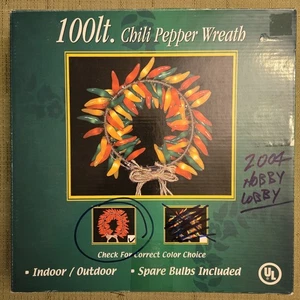 100lt. Chili Pepper Wreath
2004
HOBBY
LOBBY
Check For Correct Color Choice
• Indoor / Outdoor • Spare Bulbs Included
UL